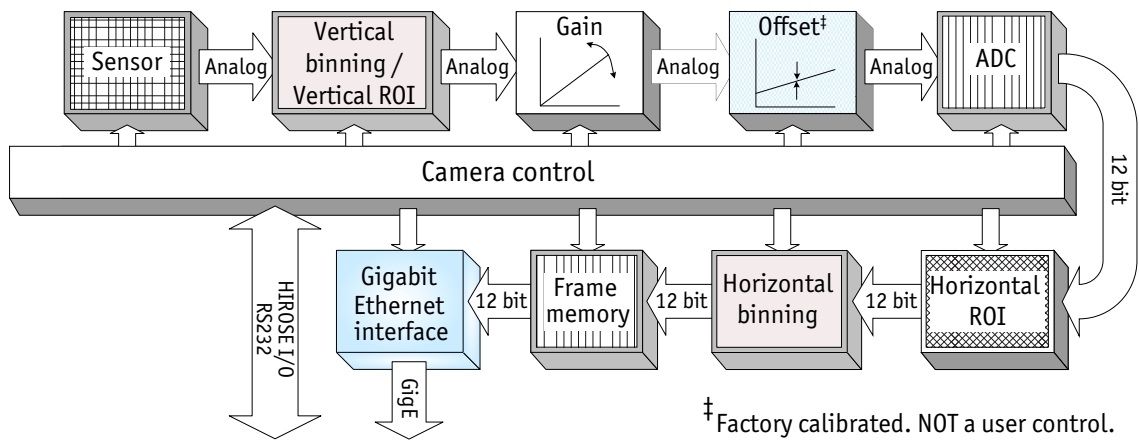 Sensor
Analog
Vertical
binning /
Vertical ROI
Analog
Gain
Analog
Offset‡
Analog
ADC
12 bit
Camera control
HIROSE I/O
RS232
Gigabit
Ethernet
interface
12 bit
Frame
memory
12 bit
Horizontal
binning
12 bit
Horizontal
ROI
GigE
‡Factory calibrated. NOT a user control.